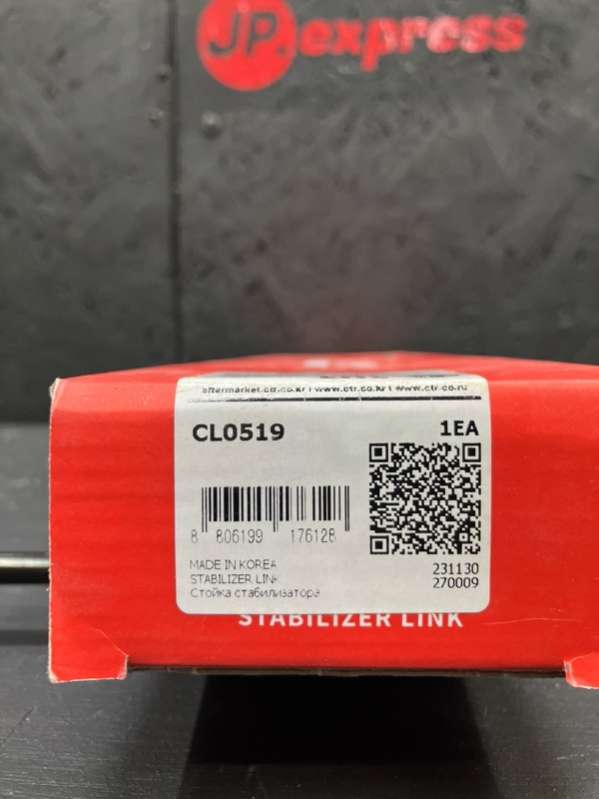 JP.express
aftermarket.ctr.co.kr I www.ctr.co.kr I www.ctr.co.ru
CL0519 1EA
8 806199 176128
MADE IN KOREA
STABILIZER LINK
Стойка стабилизатора
231130
270009
STABILIZER LINK